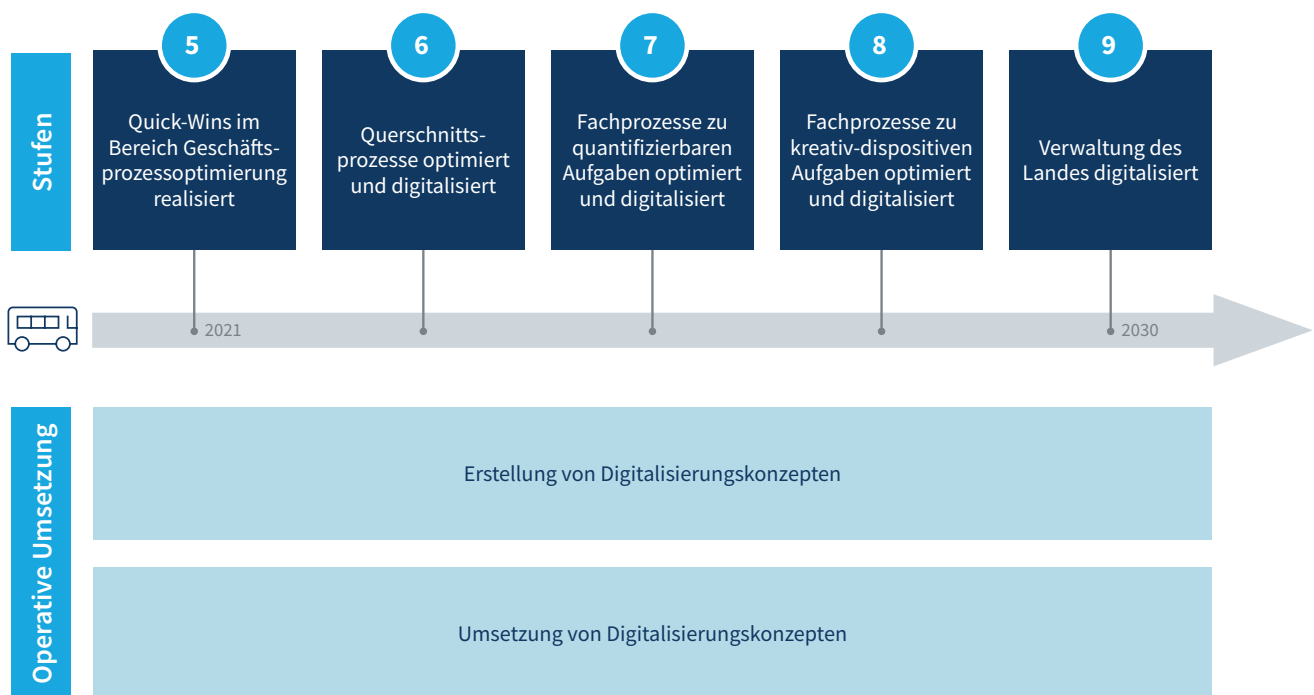 Stufen
5
Quick-Wins im
Bereich Geschäfts-
prozessoptimierung
realisiert
6
Querschnitts-
prozesse optimiert
und digitalisiert
7
Fachprozesse zu
quantifizierbaren
Aufgaben optimiert
und digitalisiert
8
Fachprozesse zu
kreativ-dispositiven
Aufgaben optimiert
und digitalisiert
9
Verwaltung des
Landes digitalisiert
2021
2030
Operative Umsetzung
Erstellung von Digitalisierungskonzepten
Umsetzung von Digitalisierungskonzepten